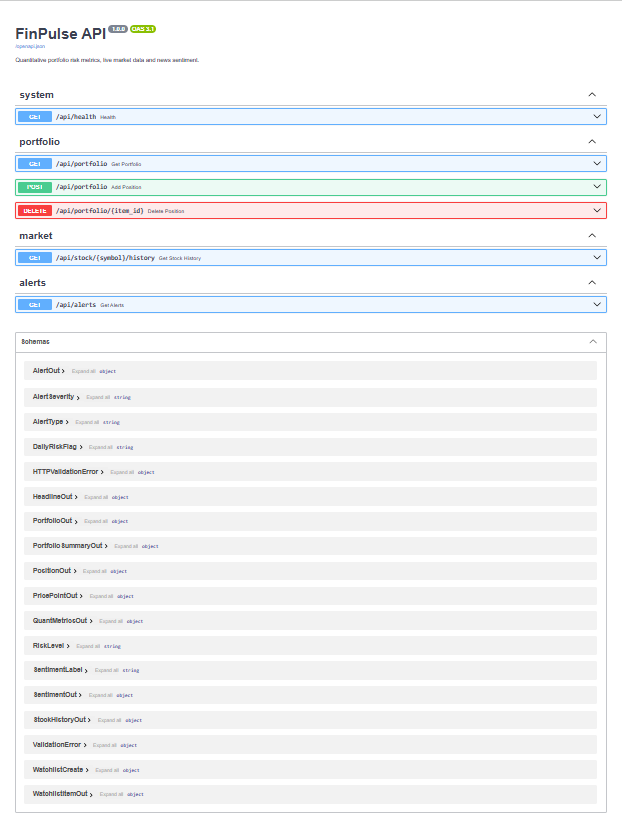 FinPulse API 1.0.0 OAS 3.1
/openapi.json
Quantitative portfolio risk metrics, live market data and news sentiment.
system
GET /api/health Health
portfolio
GET /api/portfolio Get Portfolio
POST /api/portfolio Add Position
DELETE /api/portfolio/{item_id} Delete Position
market
GET /api/stock/{symbol}/history Get Stock History
alerts
GET /api/alerts Get Alerts
Schemas
AlertOut Expand all object
AlertSeverity Expand all string
AlertType Expand all string
DailyRiskFlag Expand all string
HTTPValidationError Expand all object
HeadlineOut Expand all object
PortfolioOut Expand all object
PortfolioSummaryOut Expand all object
PositionOut Expand all object
PricePointOut Expand all object
QuantMetricsOut Expand all object
RiskLevel Expand all string
SentimentLabel Expand all string
SentimentOut Expand all object
StockHistoryOut Expand all object
ValidationError Expand all object
WatchlistCreate Expand all object
WatchlistItemOut Expand all object